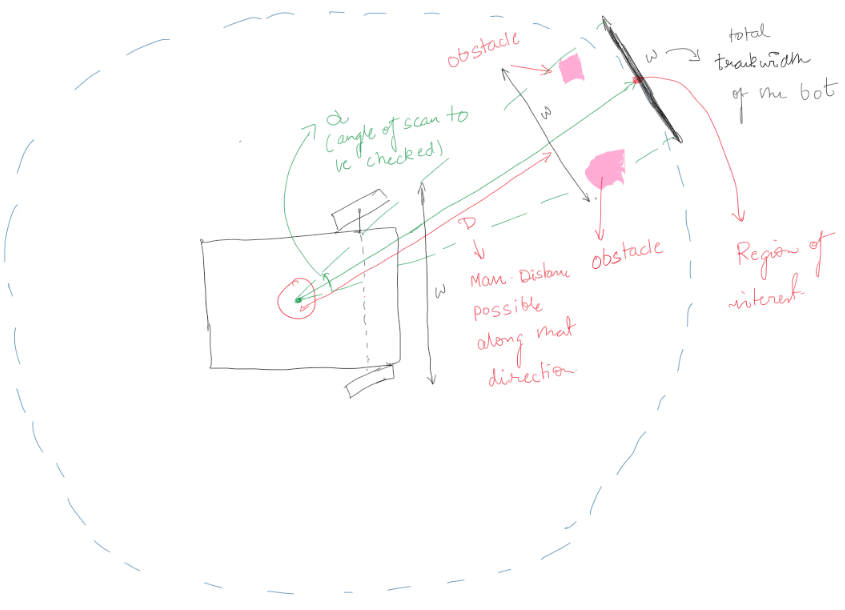 obstacle
w
total
trackwidth
of the bot
α
(angle of scan to
be checked)
w
D
obstacle
w
Max. Distance
possible
along that
direction
Region of
interest